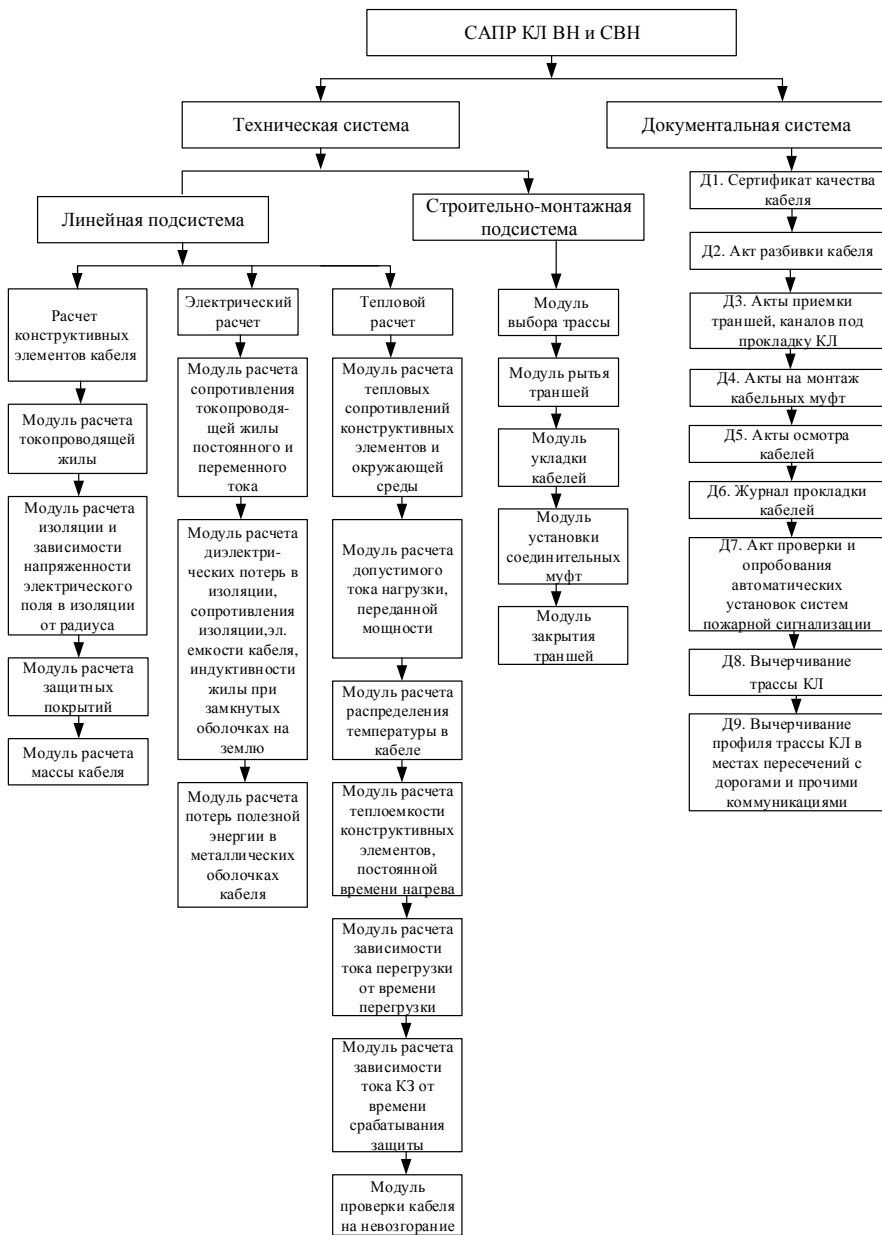 САПР КЛ ВН и СВН
Техническая система
Документальная система
Линейная подсистема
Строительно-монтажная
подсистема
Расчет
конструктивных
элементов кабеля
Модуль расчета
токопроводящей
жилы
Модуль расчета
изоляции и
зависимости
напряженности
электрического
поля в изоляции
от радиуса
Модуль расчета
защитных
покрытий
Модуль расчета
массы кабеля
Электрический
расчет
Модуль расчета
сопротивления
токопроводя-
щей жилы
постоянного и
переменного
тока
Модуль расчета
диэлектри-
ческих потерь в
изоляции,
сопротивления
изоляции,эл.
емкости кабеля,
индуктивности
жилы при
замкнутых
оболочках на
землю
Модуль расчета
потерь полезной
энергии в
металлических
оболочках
кабеля
Тепловой
расчет
Модуль расчета
тепловых
сопротивлений
конструктивных
элементов и
окружающей
среды
Модуль расчета
допустимого
тока нагрузки,
переданной
мощности
Модуль расчета
распределения
температуры в
кабеле
Модуль расчета
теплоемкости
конструктивных
элементов,
постоянной
времени нагрева
Модуль расчета
зависимости
тока перегрузки
от времени
перегрузки
Модуль расчета
зависимости
тока КЗ от
времени
срабатывания
защиты
Модуль
проверки кабеля
на невозгорание
Модуль
выбора трассы
Модуль рытья
траншей
Модуль
укладки
кабелей
Модуль
установки
соединительных
муфт
Модуль
закрытия
траншей
Д1. Сертификат качества
кабеля
Д2. Акт разбивки кабеля
Д3. Акты приемки
траншей, каналов под
прокладку КЛ
Д4. Акты на монтаж
кабельных муфт
Д5. Акты осмотра
кабелей
Д6. Журнал прокладки
кабелей
Д7. Акт проверки и
опробования
автоматических
установок систем
пожарной сигнализации
Д8. Вычерчивание
трассы КЛ
Д9. Вычерчивание
профиля трассы КЛ в
местах пересечений с
дорогами и прочими
коммуникациями